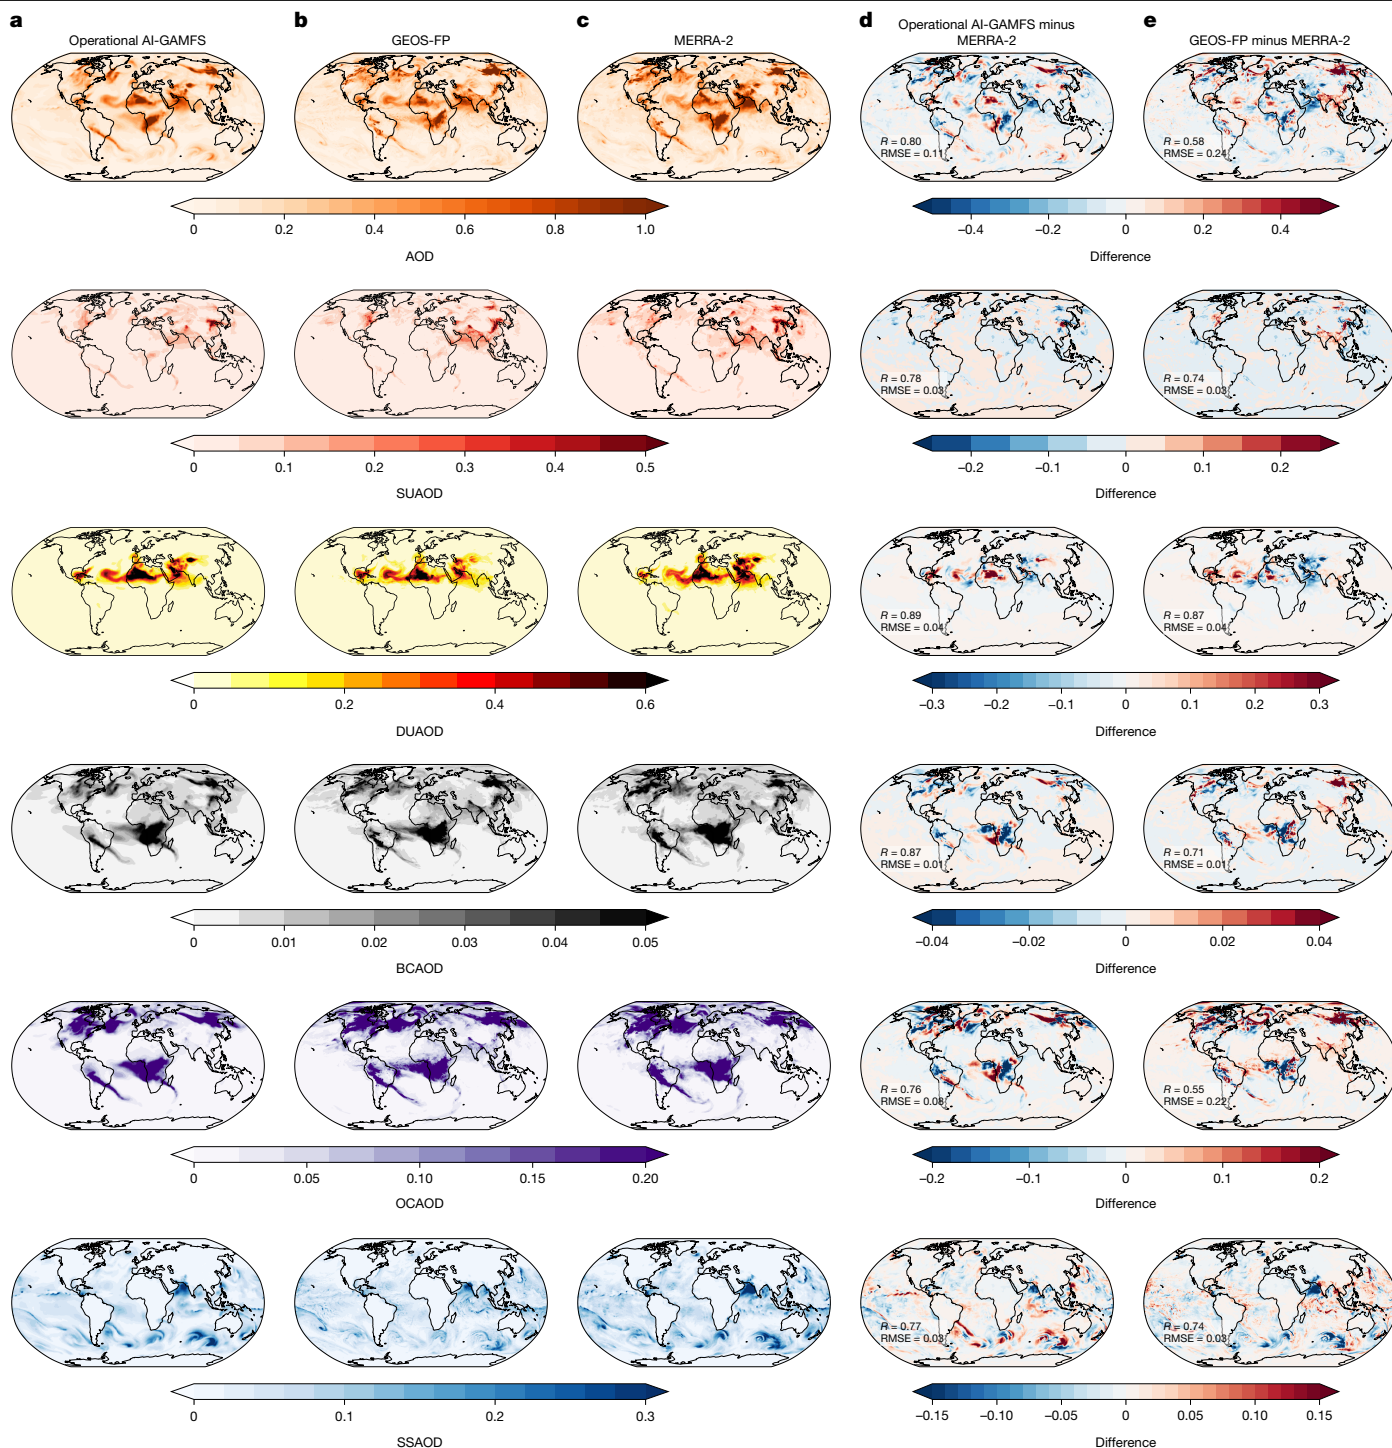 a
b
c
d
e
Operational AI-GAMFS
GEOS-FP
MERRA-2
Operational AI-GAMFS minus
MERRA-2
GEOS-FP minus MERRA-2
R = 0.80
RMSE = 0.11
R = 0.58
RMSE = 0.24
0 0.2 0.4 0.6 0.8 1.0
AOD
−0.4 −0.2 0 0.2 0.4
Difference
R = 0.78
RMSE = 0.03
R = 0.74
RMSE = 0.03
0 0.1 0.2 0.3 0.4 0.5
SUAOD
−0.2 −0.1 0 0.1 0.2
Difference
R = 0.89
RMSE = 0.04
R = 0.87
RMSE = 0.04
0 0.2 0.4 0.6
DUAOD
−0.3 −0.2 −0.1 0 0.1 0.2 0.3
Difference
R = 0.87
RMSE = 0.01
R = 0.71
RMSE = 0.01
0 0.01 0.02 0.03 0.04 0.05
BCAOD
−0.04 −0.02 0 0.02 0.04
Difference
R = 0.76
RMSE = 0.08
R = 0.55
RMSE = 0.22
0 0.05 0.10 0.15 0.20
OCAOD
−0.2 −0.1 0 0.1 0.2
Difference
R = 0.77
RMSE = 0.03
R = 0.74
RMSE = 0.03
0 0.1 0.2 0.3
SSAOD
−0.15 −0.10 −0.05 0 0.05 0.10 0.15
Difference